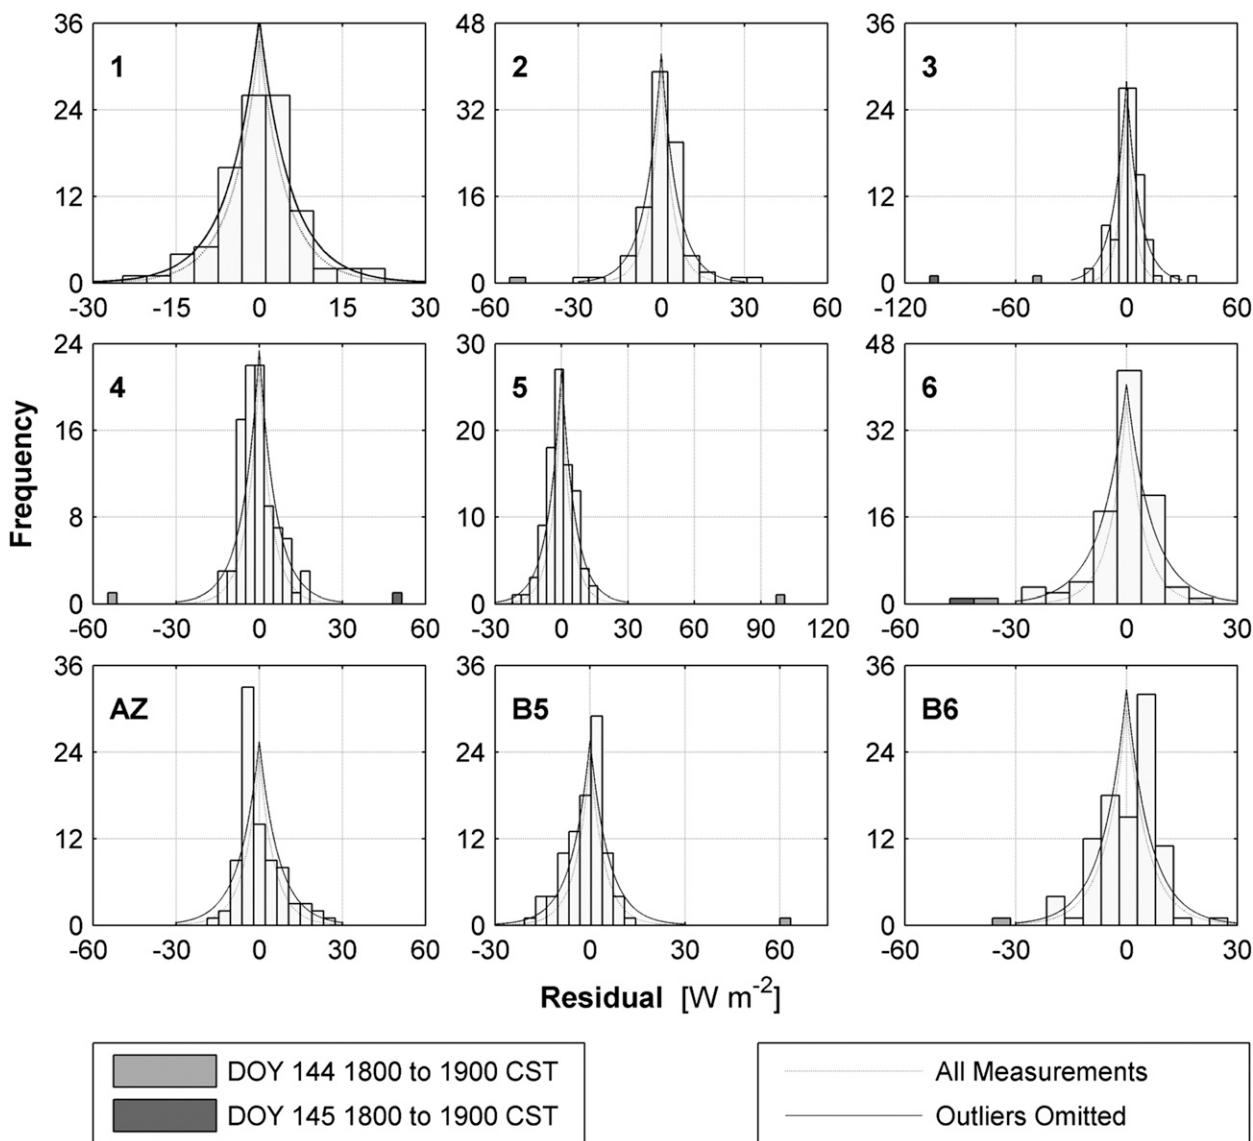 36
24
12
0
1
-30 -15 0 15 30
48
32
16
0
2
-60 -30 0 30 60
36
24
12
0
3
-120 -60 0 60
24
16
8
0
4
-60 -30 0 30 60
30
20
10
0
5
-30 0 30 60 90 120
48
32
16
0
6
-60 -30 0 30
Frequency
36
24
12
0
AZ
-60 -30 0 30 60
36
24
12
0
B5
-30 0 30 60
36
24
12
0
B6
-60 -30 0 30
Residual [W m-2]
DOY 144 1800 to 1900 CST
DOY 145 1800 to 1900 CST
All Measurements
Outliers Omitted